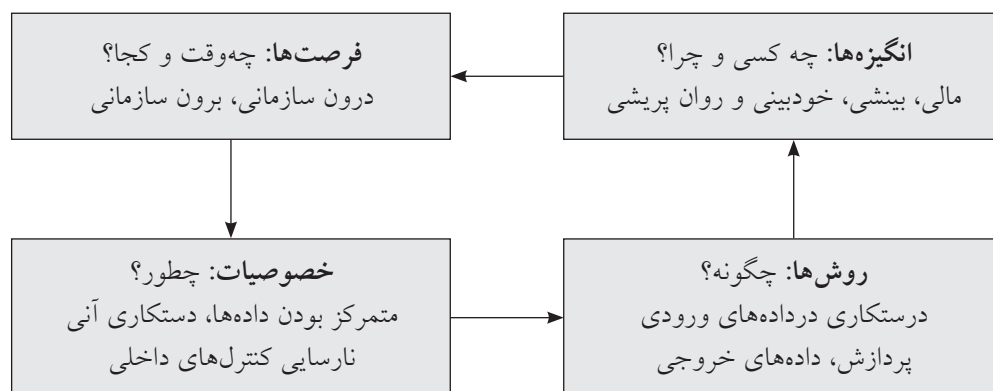 انگیزه‌ها: چه کسی و چرا؟
مالی، بینشی، خودبینی و روان پریشی
فرصت‌ها: چه‌وقت و کجا؟
درون سازمانی، برون سازمانی
خصوصیات: چطور؟
متمرکز بودن داده‌ها، دستکاری آنی
نارسایی کنترل‌های داخلی
روش‌ها: چگونه؟
درستکاری درداده‌های ورودی
پردازش، داده‌های خروجی